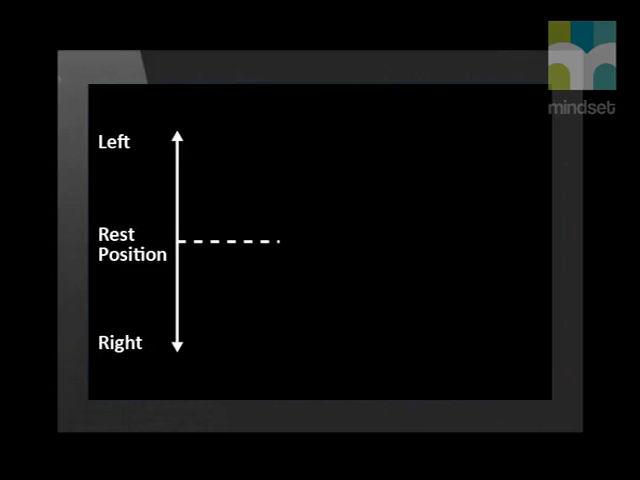 mindset
Left
Rest
Position
Right